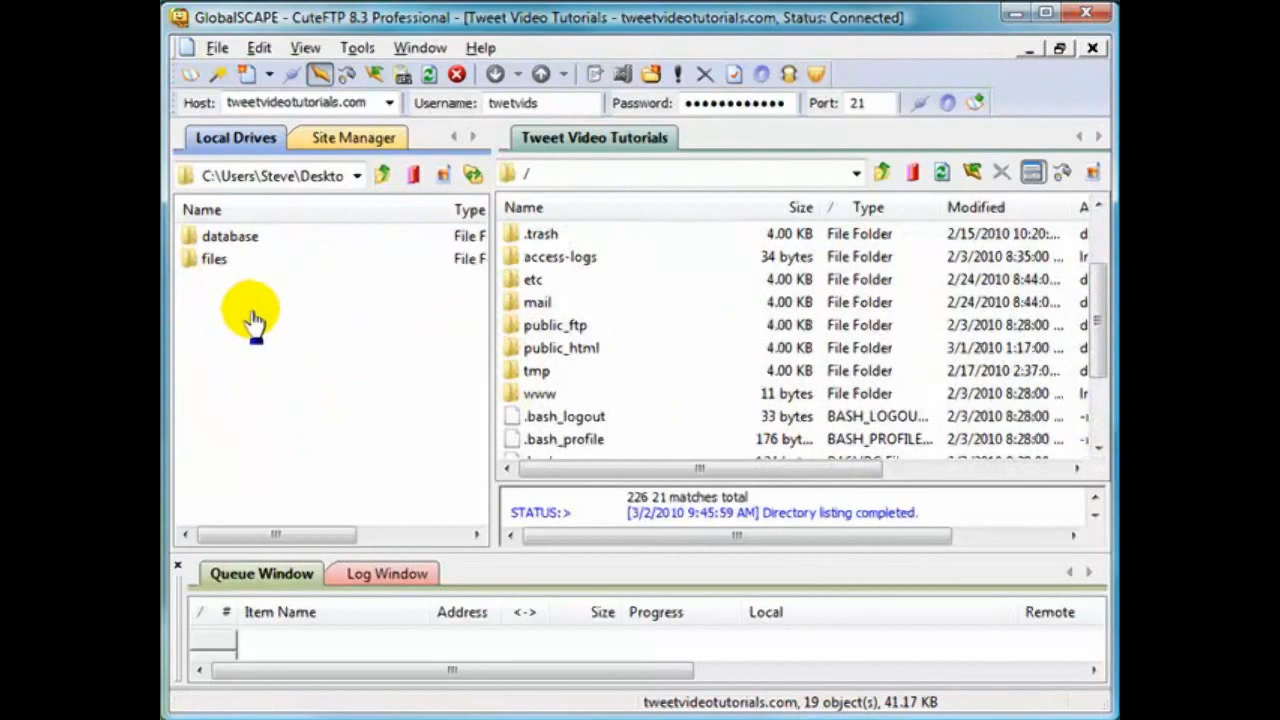 GlobalSCAPE - CuteFTP 8.3 Professional - [Tweet Video Tutorials - tweetvideotutorials.com, Status: Connected]
File Edit View Tools Window Help
Host: tweetvideotutorials.com Username: twetvids Password: •••••••••••• Port: 21
Local Drives Site Manager
Tweet Video Tutorials
C:\Users\Steve\Deskto
/
Name Type
database File F
files File F
Name Size / Type Modified A
.trash 4.00 KB File Folder 2/15/2010 10:20:... d
access-logs 34 bytes File Folder 2/3/2010 8:35:00 ... lr
etc 4.00 KB File Folder 2/24/2010 8:44:0... d
mail 4.00 KB File Folder 2/24/2010 8:44:0... d
public_ftp 4.00 KB File Folder 2/3/2010 8:28:00 ... d
public_html 4.00 KB File Folder 3/1/2010 1:17:00 ... d
tmp 4.00 KB File Folder 2/17/2010 2:37:0... d
www 11 bytes File Folder 2/3/2010 8:28:00 ... lr
.bash_logout 33 bytes BASH_LOGOU... 2/3/2010 8:28:00 ...
.bash_profile 176 byt... BASH_PROFILE... 2/3/2010 8:28:00 ...
226 21 matches total
STATUS:> [3/2/2010 9:45:59 AM] Directory listing completed.
Queue Window Log Window
/ # Item Name Address <-> Size Progress Local Remote
tweetvideotutorials.com, 19 object(s), 41.17 KB